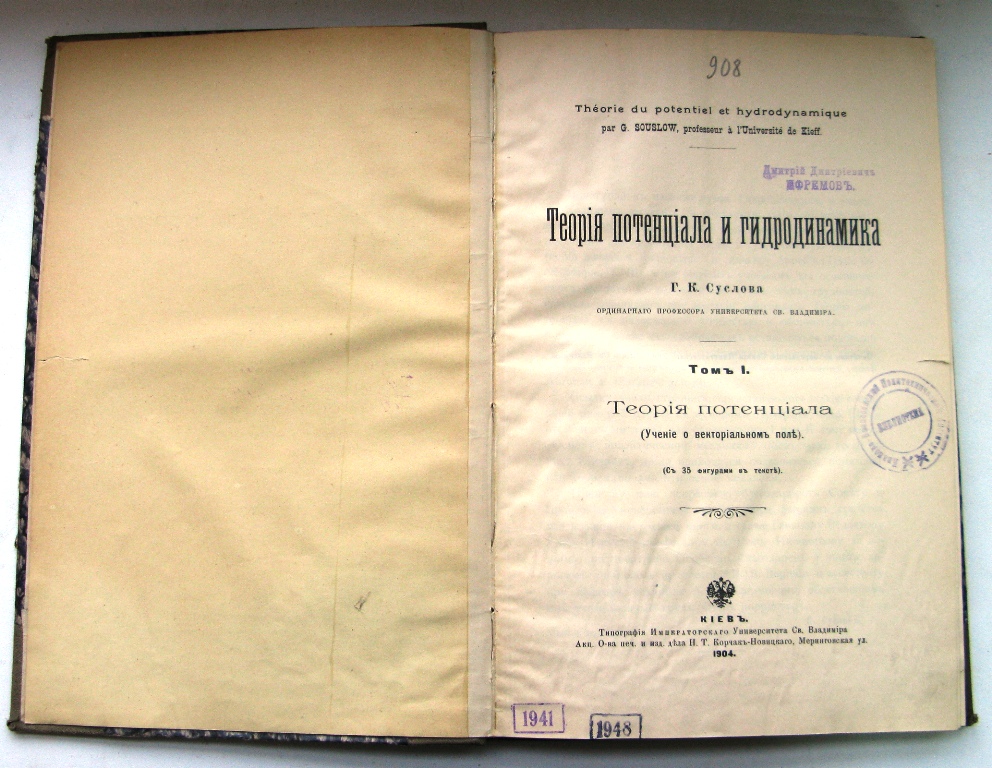 908
Théorie du potentiel et hydrodynamique
par G. SOUSLOW, professeur à l'Université de Kieff.
Дмитрій Дмитріевичъ
ЕФРЕМОВЪ.
Теорія потенціала и гидродинамика
Г. К. Суслова
ОРДИНАРНАГО ПРОФЕССОРА УНИВЕРСИТЕТА СВ. ВЛАДИМІРА.
Томъ I.
Теорія потенціала
(Ученіе о векторіальномъ полѣ).
(Съ 35 фигурами въ текстѣ).
БИБЛИОТЕКА
КІЕВЪ.
Типографія Императорскаго Университета Св. Владиміра
Акц. О-ва печ. и изд. дѣла Н. Т. Корчакъ-Новицкаго, Меринговская ул.
1904.
1941
1948